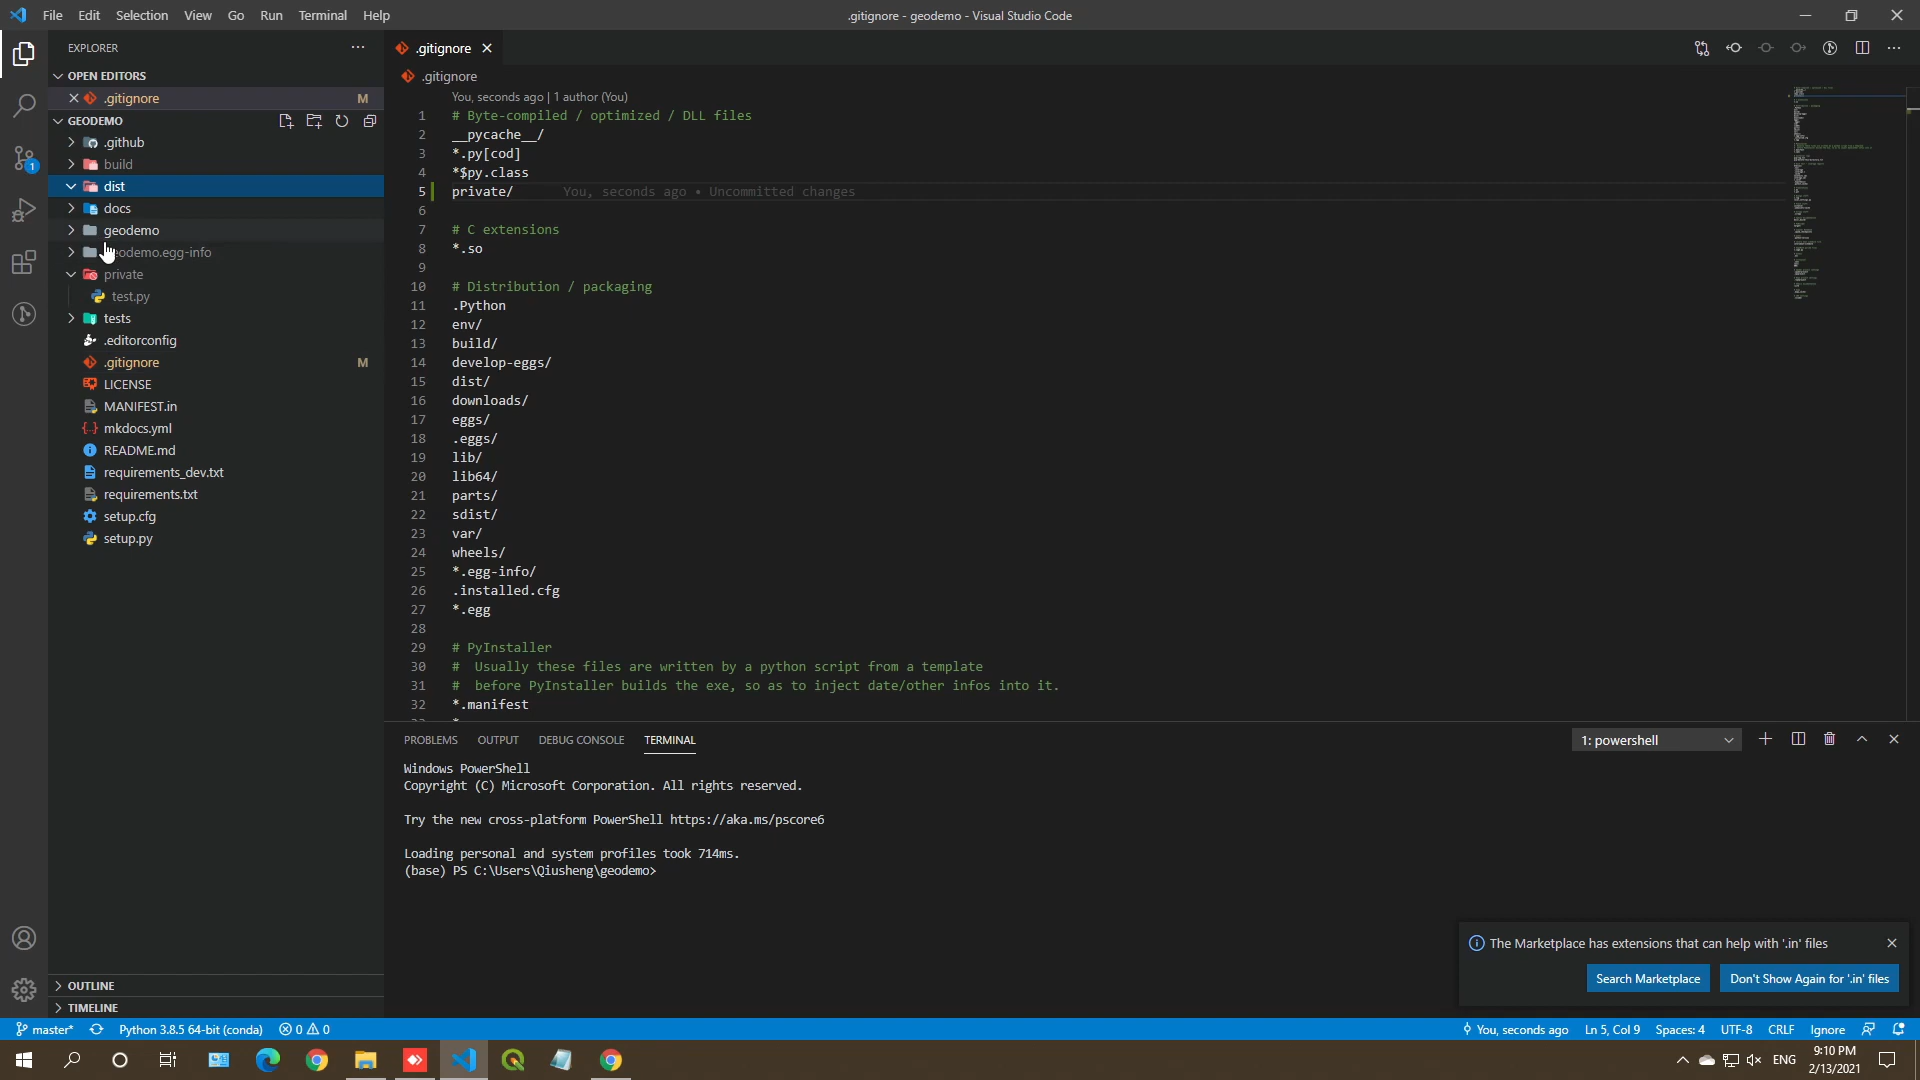 File Edit Selection View Go Run Terminal Help
.gitignore - geodemo - Visual Studio Code
EXPLORER
OPEN EDITORS
.gitignore M
GEODEMO
.github
build
dist
docs
geodemo
eodemo.egg-info
private
test.py
tests
.editorconfig
.gitignore M
LICENSE
MANIFEST.in
mkdocs.yml
README.md
requirements_dev.txt
requirements.txt
setup.cfg
setup.py
OUTLINE
TIMELINE
.gitignore
.gitignore
You, seconds ago | 1 author (You)
1 # Byte-compiled / optimized / DLL files
2 __pycache__/
3 *.py[cod]
4 *$py.class
5 private/ You, seconds ago • Uncommitted changes
6
7 # C extensions
8 *.so
9
10 # Distribution / packaging
11 .Python
12 env/
13 build/
14 develop-eggs/
15 dist/
16 downloads/
17 eggs/
18 .eggs/
19 lib/
20 lib64/
21 parts/
22 sdist/
23 var/
24 wheels/
25 *.egg-info/
26 .installed.cfg
27 *.egg
28
29 # PyInstaller
30 # Usually these files are written by a python script from a template
31 # before PyInstaller builds the exe, so as to inject date/other infos into it.
32 *.manifest
PROBLEMS OUTPUT DEBUG CONSOLE TERMINAL
1: powershell
Windows PowerShell
Copyright (C) Microsoft Corporation. All rights reserved.
Try the new cross-platform PowerShell https://aka.ms/pscore6
Loading personal and system profiles took 714ms.
(base) PS C:\Users\Qiusheng\geodemo>
The Marketplace has extensions that can help with '.in' files
Search Marketplace
Don't Show Again for '.in' files
master* Python 3.8.5 64-bit (conda) 0 0
You, seconds ago Ln 5, Col 9 Spaces: 4 UTF-8 CRLF Ignore
1
ENG
9:10 PM
2/13/2021